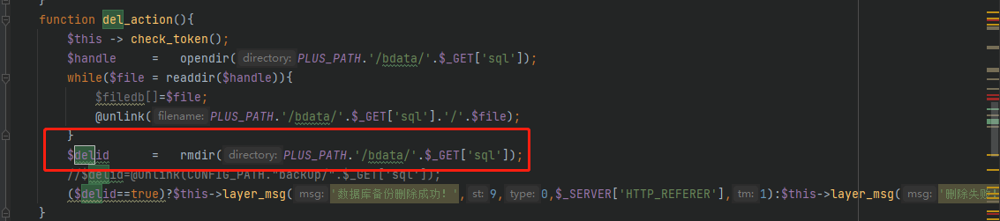 }
function del_action(){
$this -> check_token();
$handle = opendir( directory: PLUS_PATH.'/bdata/'.$_GET['sql']);
while($file = readdir($handle)){
$filedb[]=$file;
@unlink( filename: PLUS_PATH.'/bdata/'.$_GET['sql'].'/'.$file);
}
$delid = rmdir( directory: PLUS_PATH.'/bdata/'.$_GET['sql']);
//$delid=@unlink(CONFIG_PATH."backup/".$_GET['sql']);
($delid==true)?$this->layer_msg( msg: '数据库备份删除成功！', st: 9, type: 0,$_SERVER['HTTP_REFERER'], tm: 1):$this->layer_msg( msg: '删除失败
}